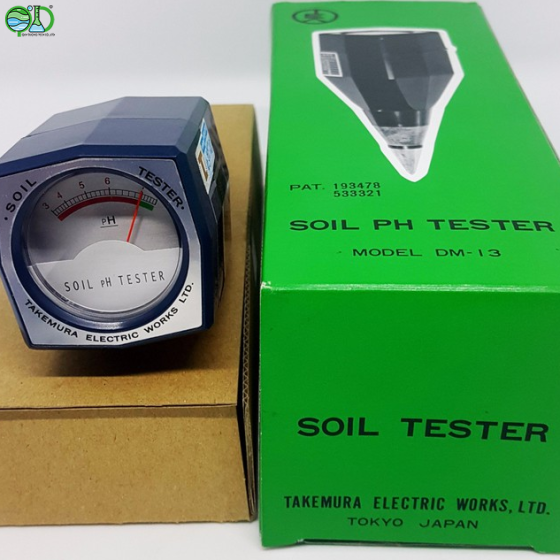 SOIL TESTER
3 4 5 6
pH
SOIL pH TESTER
TAKEMURA ELECTRIC WORKS LTD.
PAT. 193478
533321
SOIL PH TESTER
MODEL DM-13
SOIL TESTER
TAKEMURA ELECTRIC WORKS, LTD.
TOKYO JAPAN